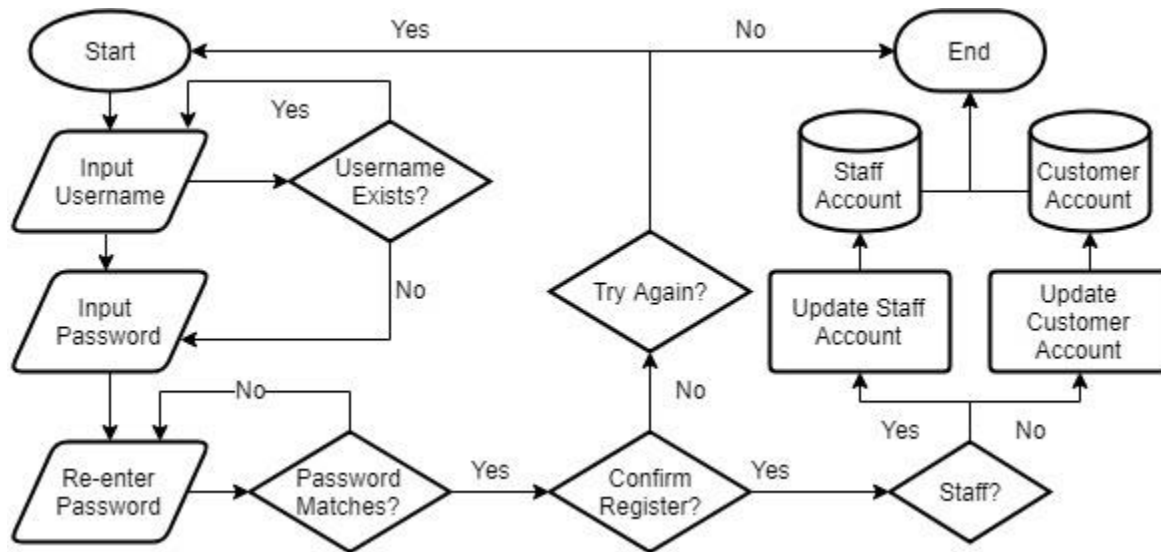 Start
Yes
No
End
Yes
Input
Username
Username
Exists?
Staff
Account
Customer
Account
No
Input
Password
Try Again?
Update Staff
Account
Update
Customer
Account
No
No
Yes
No
Re-enter
Password
Password
Matches?
Yes
Confirm
Register?
Yes
Staff?